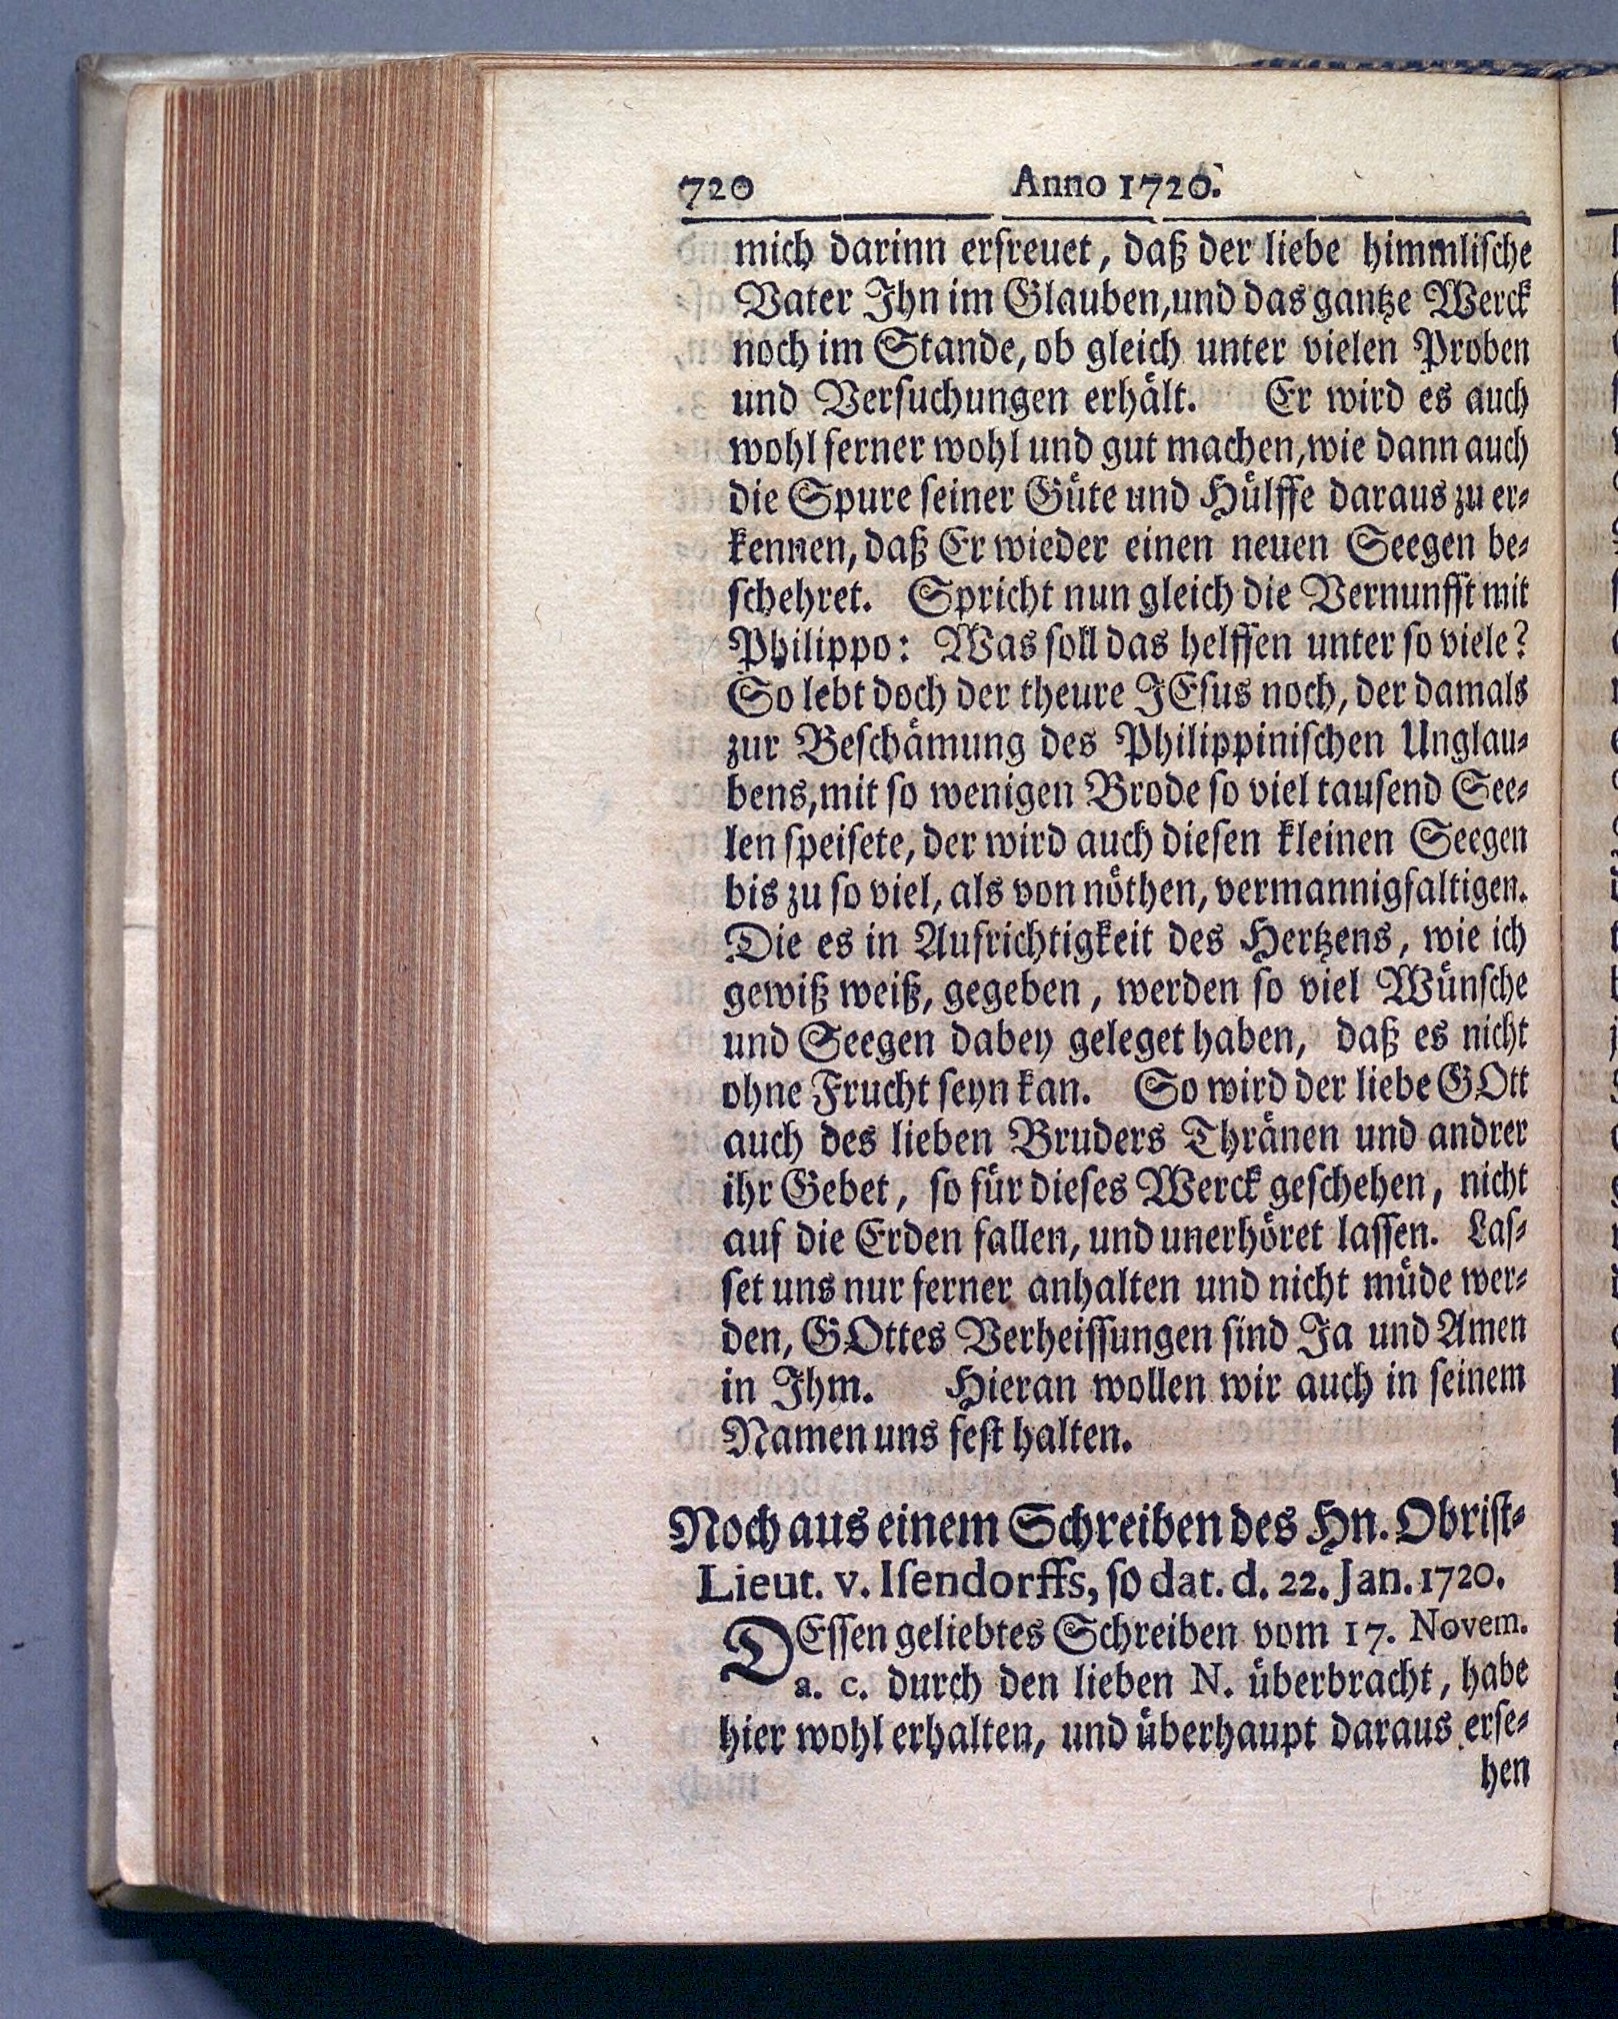 720 Anno 1720.
mich darinn erfreuet, daß der liebe himmliſche
Vater Ihn im Glauben, und das gantze Werck
noch im Stande, ob gleich unter vielen Proben
und Verſuchungen erhält. Er wird es auch
wohl ferner wohl und gut machen, wie dann auch
die Spure ſeiner Güte und Hülffe daraus zu er⸗
kennen, daß Er wieder einen neuen Seegen be⸗
ſchehret. Spricht nun gleich die Vernunfft mit
Philippo: Was ſoll das helffen unter ſo viele?
So lebt doch der theure JEſus noch, der damals
zur Beſchämung des Philippiniſchen Unglau⸗
bens, mit ſo wenigen Brode ſo viel tauſend See⸗
len ſpeiſete, der wird auch dieſen kleinen Seegen
bis zu ſo viel, als von nöthen, vermannigfaltigen.
Die es in Aufrichtigkeit des Hertzens, wie ich
gewiß weiß, gegeben, werden ſo viel Wünſche
und Seegen dabey geleget haben, daß es nicht
ohne Frucht ſeyn kan. So wird der liebe GOtt
auch des lieben Bruders Thränen und andrer
ihr Gebet, ſo für dieſes Werck geſchehen, nicht
auf die Erden fallen, und unerhöret laſſen. Laſ⸗
ſet uns nur ferner anhalten und nicht müde wer⸗
den, GOttes Verheiſſungen ſind Ja und Amen
in Ihm. Hieran wollen wir auch in ſeinem
Namen uns feſt halten.
Noch aus einem Schreiben des Hn. Obriſt⸗
Lieut. v. Iſendorffs, ſo dat. d. 22. Jan. 1720.
DEſſen geliebtes Schreiben vom 17. Novem.
a. c. durch den lieben N. überbracht, habe
hier wohl erhalten, und überhaupt daraus erſe⸗
hen